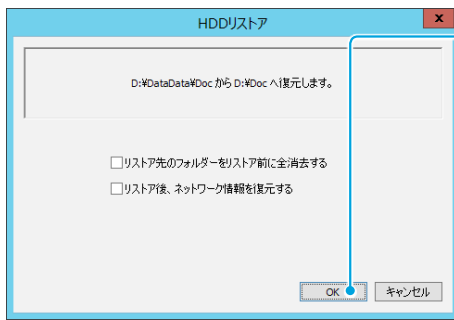 HDDリストア
x
D:¥DataData¥Doc から D:¥Doc へ復元します。
リストア先のフォルダーをリストア前に全消去する
リストア後、ネットワーク情報を復元する
OK
キャンセル